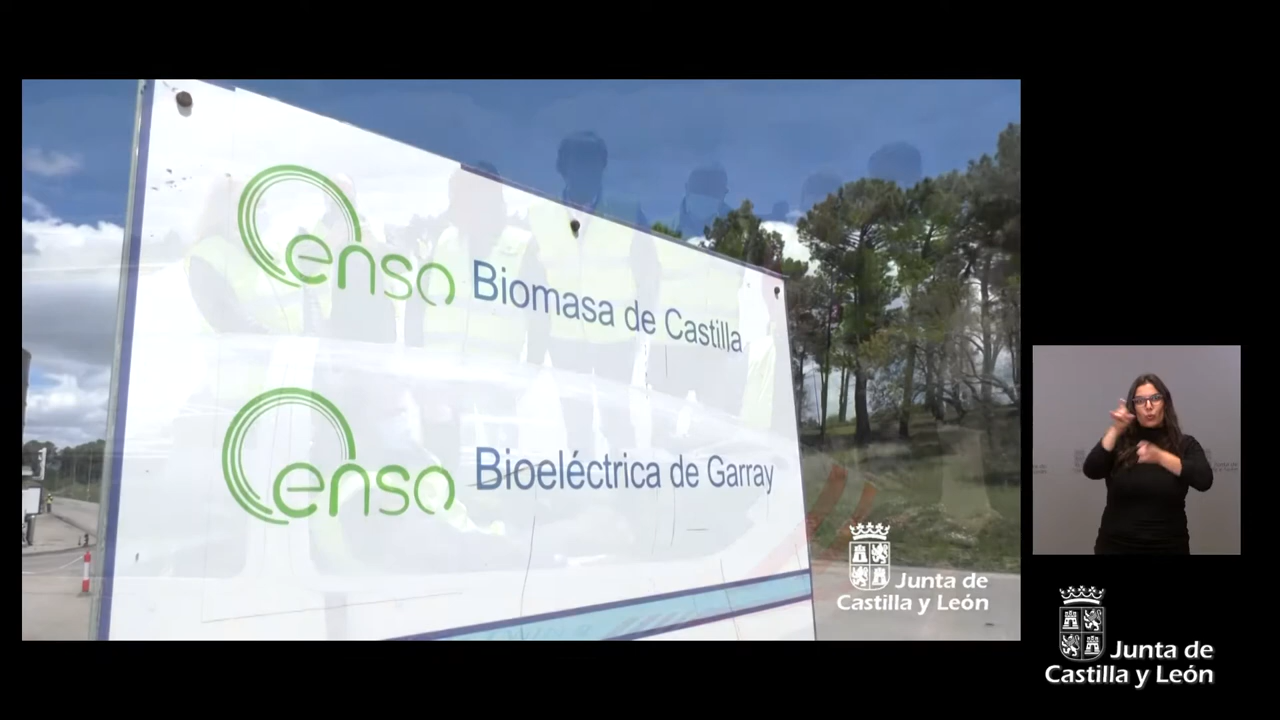 enso Biomasa de Castilla
enso Bioeléctrica de Garray
Junta de
Castilla y León
Junta de
Castilla y León